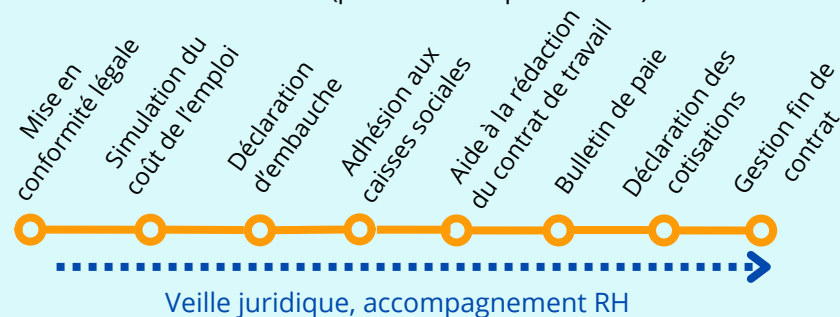 Mise en
conformité légale
Simulation du
coût de l'emploi
Déclaration
d'embauche
Adhésion aux
caisses sociales
Aide à la rédaction
du contrat de travail
Bulletin de paie
Déclaration des
cotisations
Gestion fin de
contrat
Veille juridique, accompagnement RH